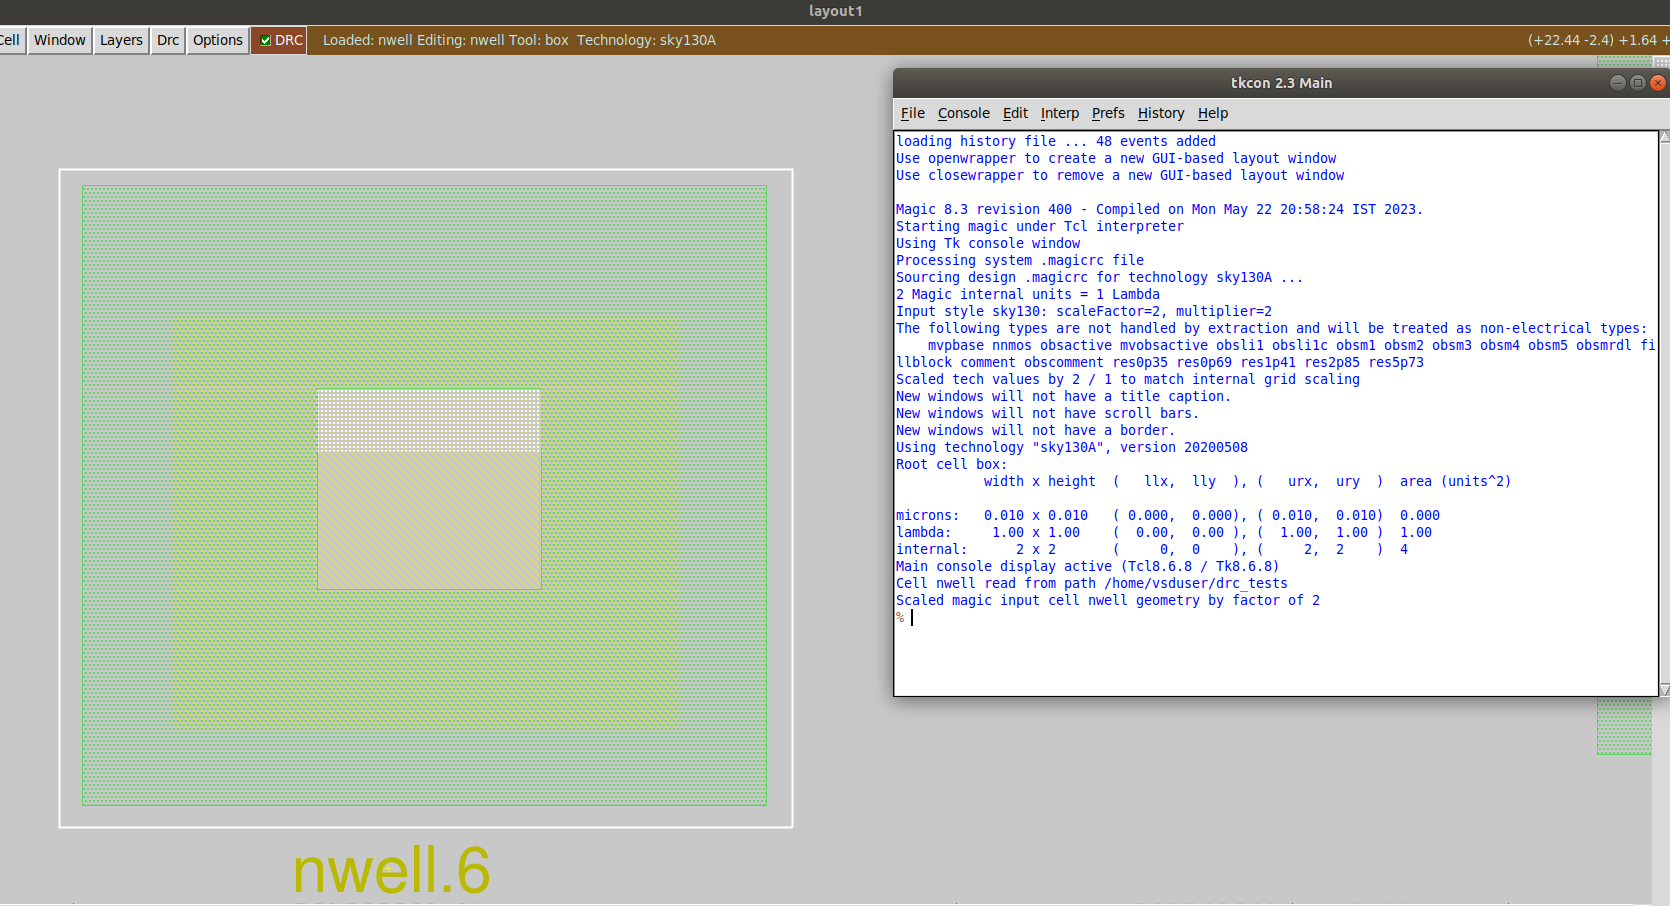 layout1
Cell Window Layers Drc Options DRC Loaded: nwell Editing: nwell Tool: box Technology: sky130A (+22.44 -2.4) +1.64 +
tkcon 2.3 Main
File Console Edit Interp Prefs History Help
loading history file ... 48 events added
Use openwrapper to create a new GUI-based layout window
Use closewrapper to remove a new GUI-based layout window
Magic 8.3 revision 400 - Compiled on Mon May 22 20:58:24 IST 2023.
Starting magic under Tcl interpreter
Using Tk console window
Processing system .magicrc file
Sourcing design .magicrc for technology sky130A ...
2 Magic internal units = 1 Lambda
Input style sky130: scaleFactor=2, multiplier=2
The following types are not handled by extraction and will be treated as non-electrical types:
mvpbase nnmos obsactive mvobsactive obsli1 obsli1c obsm1 obsm2 obsm3 obsm4 obsm5 obsmrdl fi
llblock comment obscomment res0p35 res0p69 res1p41 res2p85 res5p73
Scaled tech values by 2 / 1 to match internal grid scaling
New windows will not have a title caption.
New windows will not have scroll bars.
New windows will not have a border.
Using technology "sky130A", version 20200508
Root cell box:
width x height ( llx, lly ), ( urx, ury ) area (units^2)
microns: 0.010 x 0.010 ( 0.000, 0.000), ( 0.010, 0.010) 0.000
lambda: 1.00 x 1.00 ( 0.00, 0.00 ), ( 1.00, 1.00 ) 1.00
internal: 2 x 2 ( 0, 0 ), ( 2, 2 ) 4
Main console display active (Tcl8.6.8 / Tk8.6.8)
Cell nwell read from path /home/vsduser/drc_tests
Scaled magic input cell nwell geometry by factor of 2
%
nwell.6